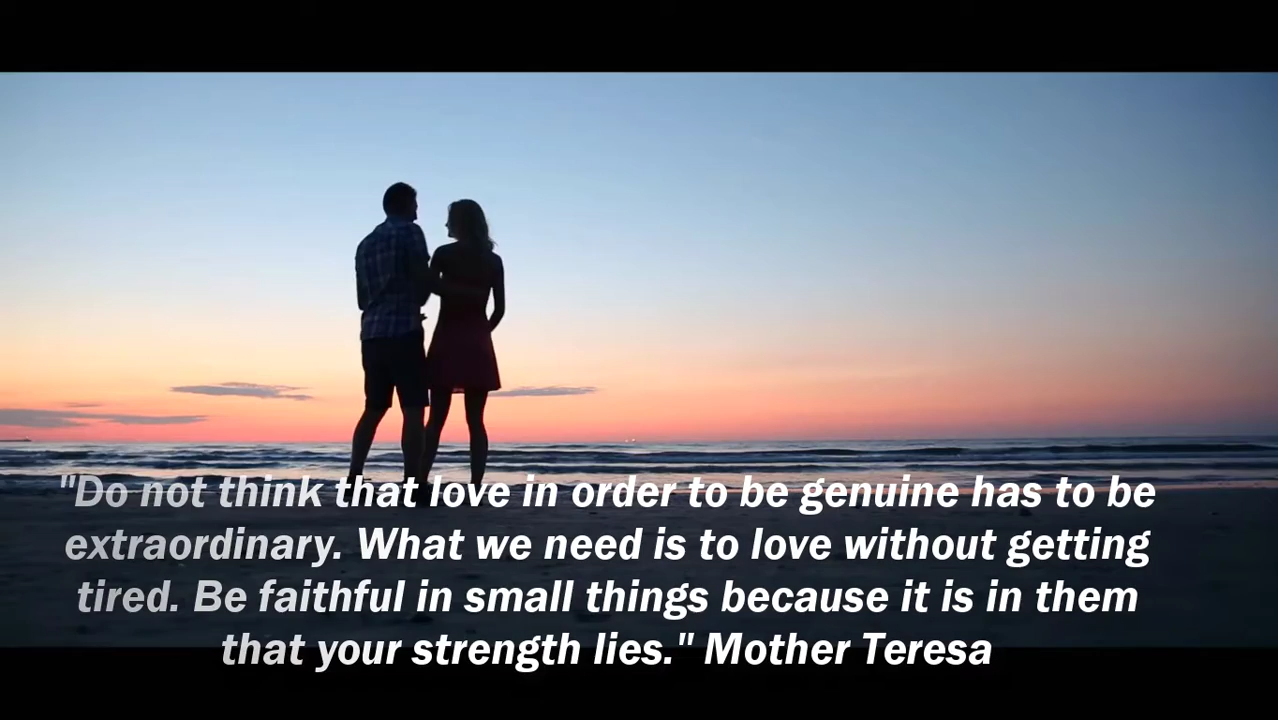 "Do not think that love in order to be genuine has to be
extraordinary. What we need is to love without getting
tired. Be faithful in small things because it is in them
that your strength lies." Mother Teresa